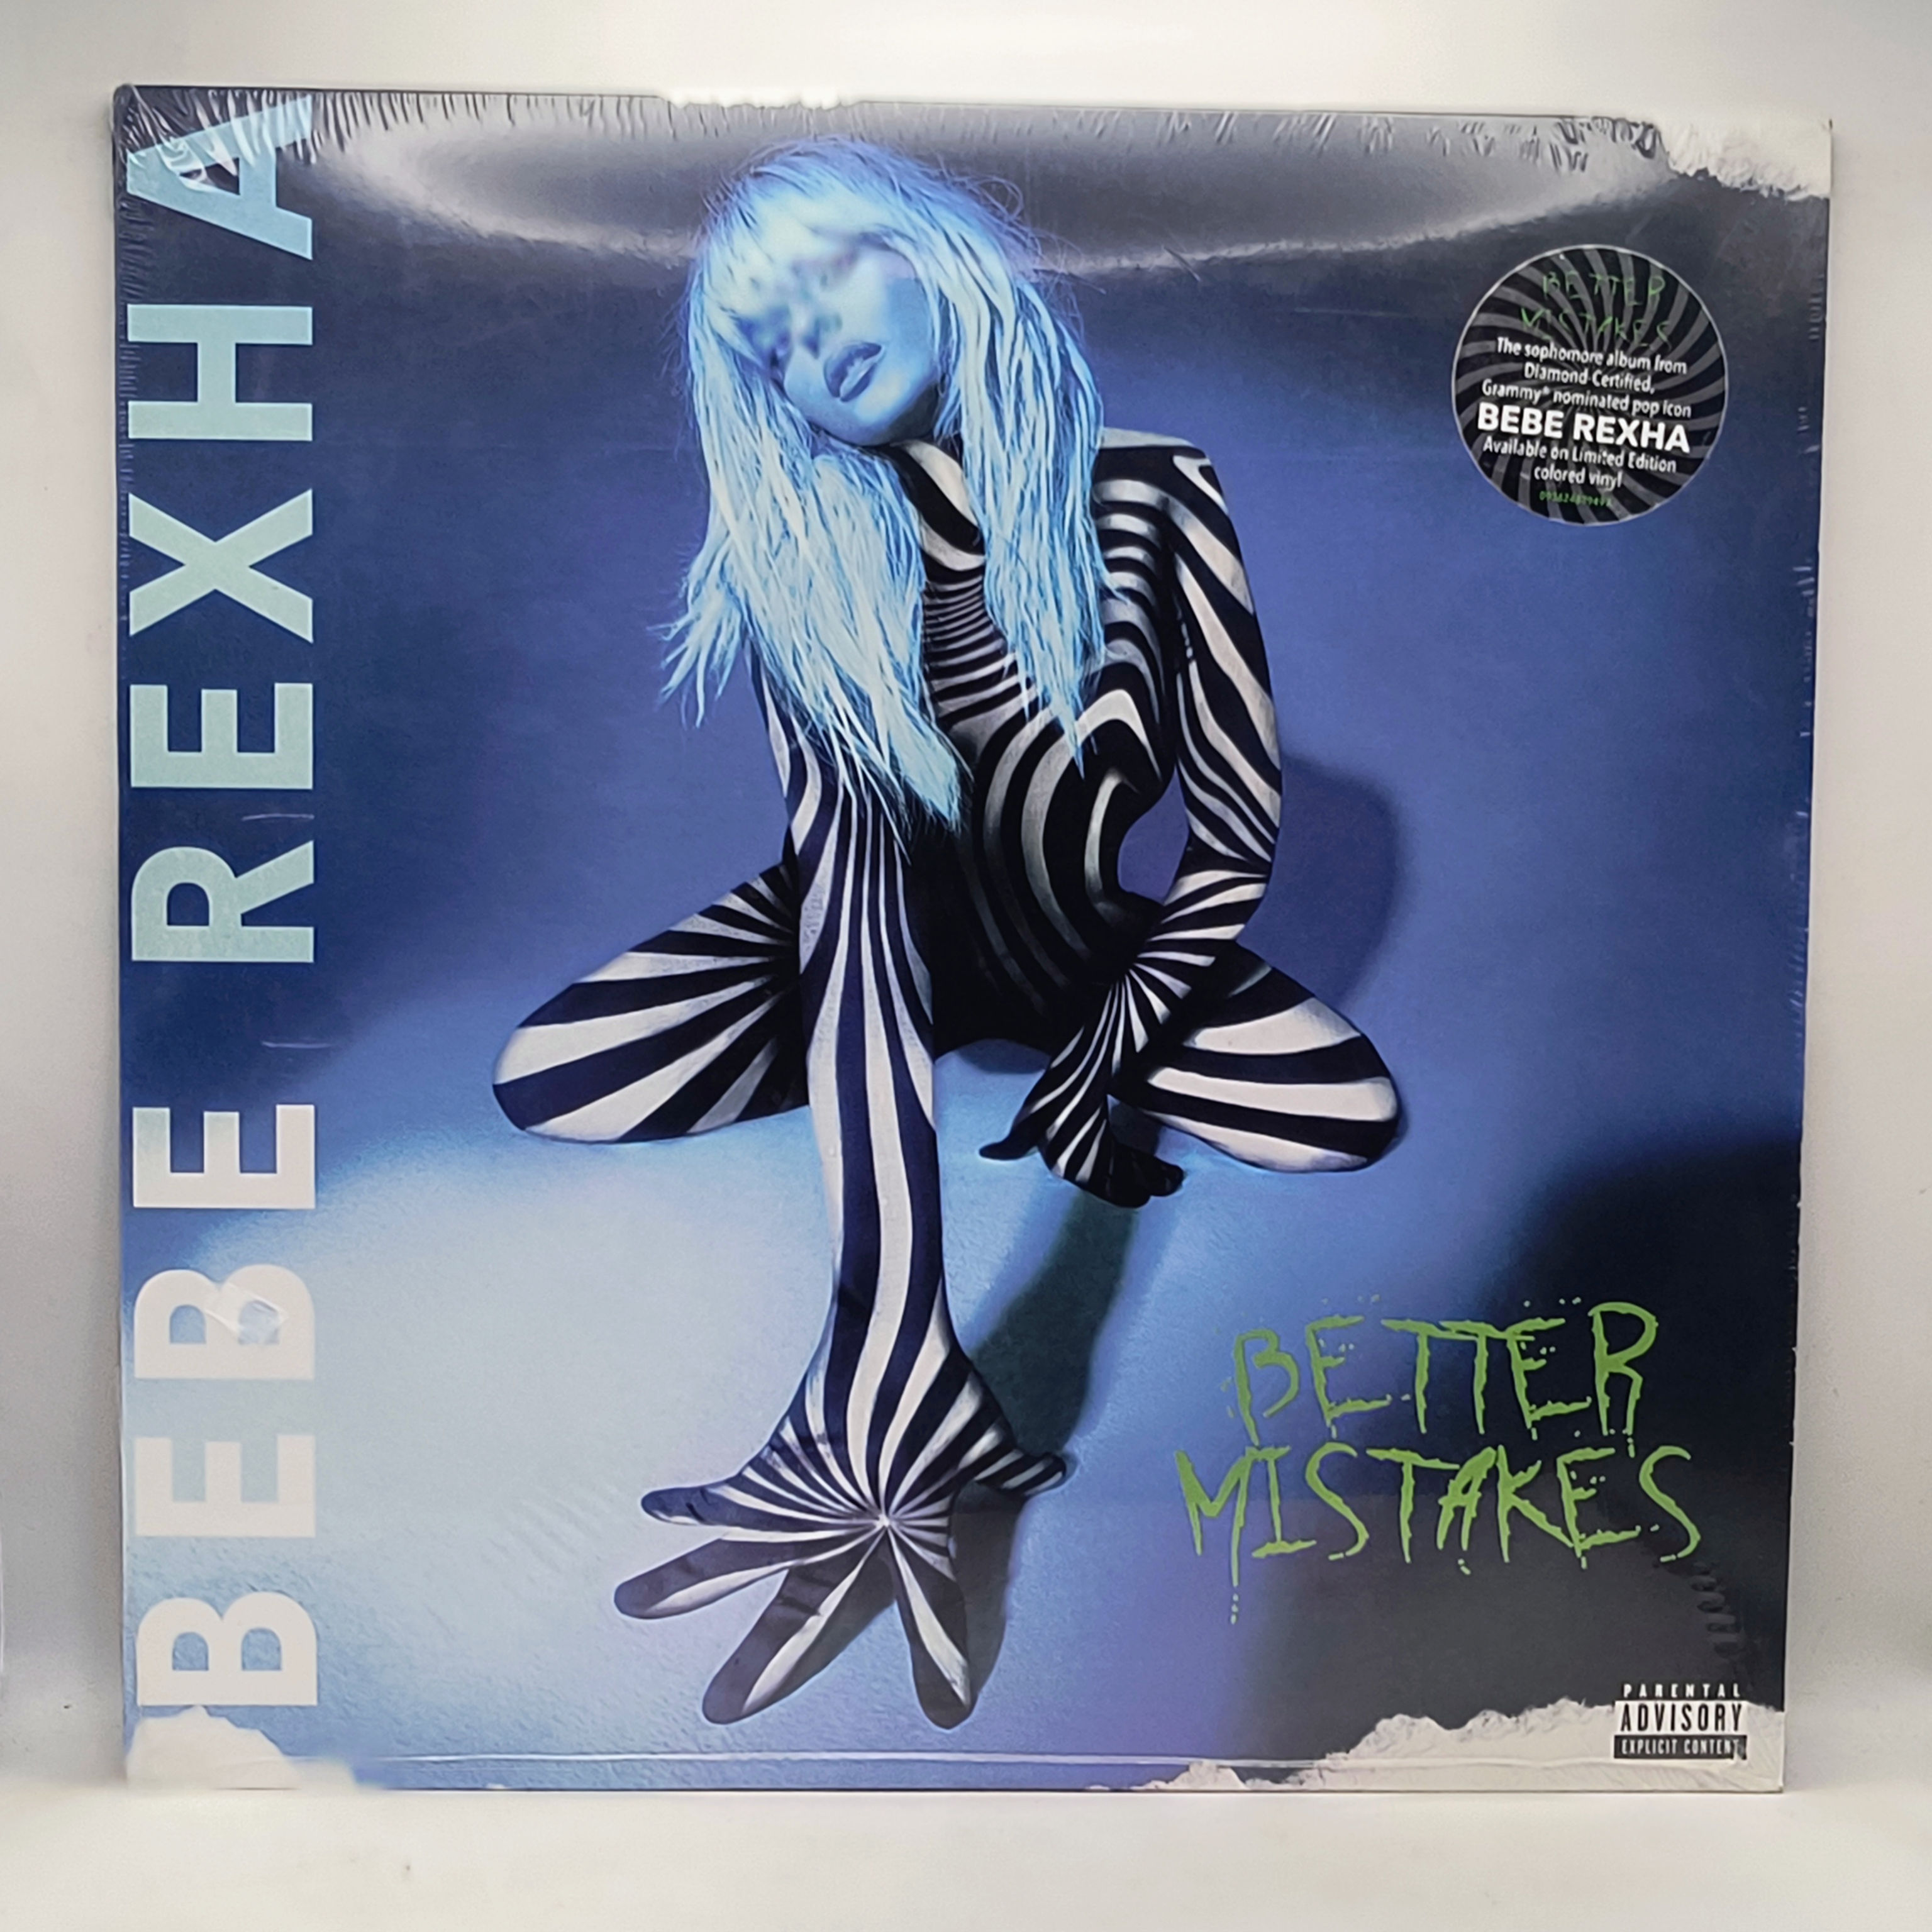 BEBE REXHA
BETTER
MISTAKES
The sophomore album from
Diamond-Certified,
Grammy® nominated pop icon
BEBE REXHA
Available on Limited Edition
colored vinyl
BETTER
MISTAKES
PARENTAL
ADVISORY
EXPLICIT CONTENT